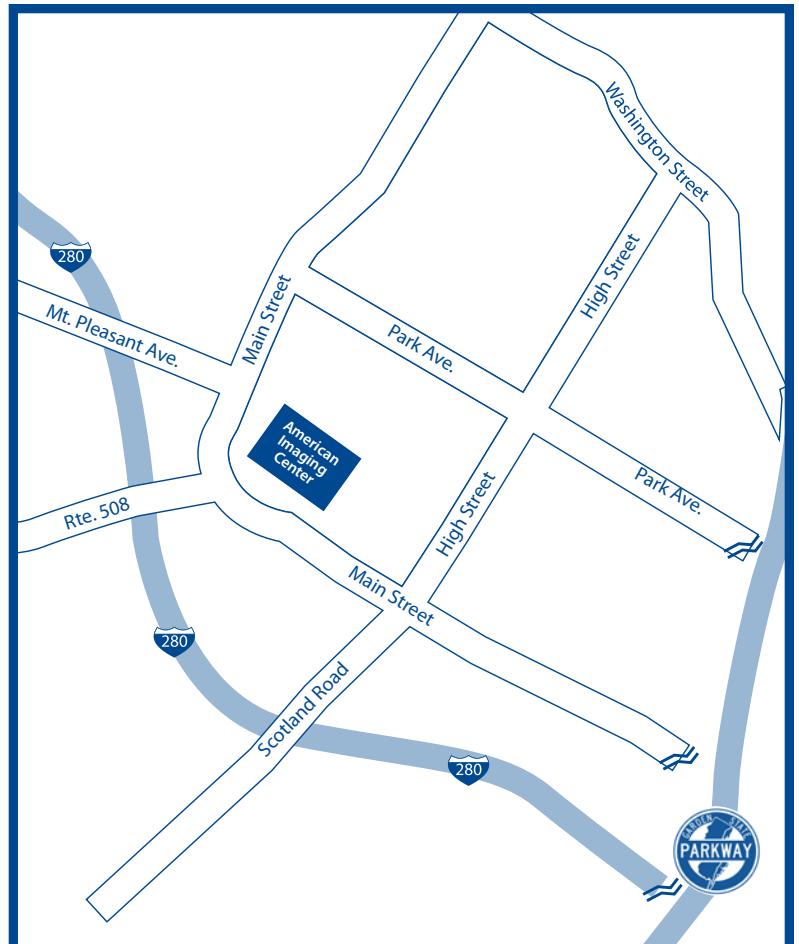 Washington Street
280
High Street
Main Street
Mt. Pleasant Ave.
Park Ave.
American
Imaging
Center
Park Ave.
High Street
Rte. 508
Main Street
280
Scotland Road
280
GARDEN STATE
PARKWAY